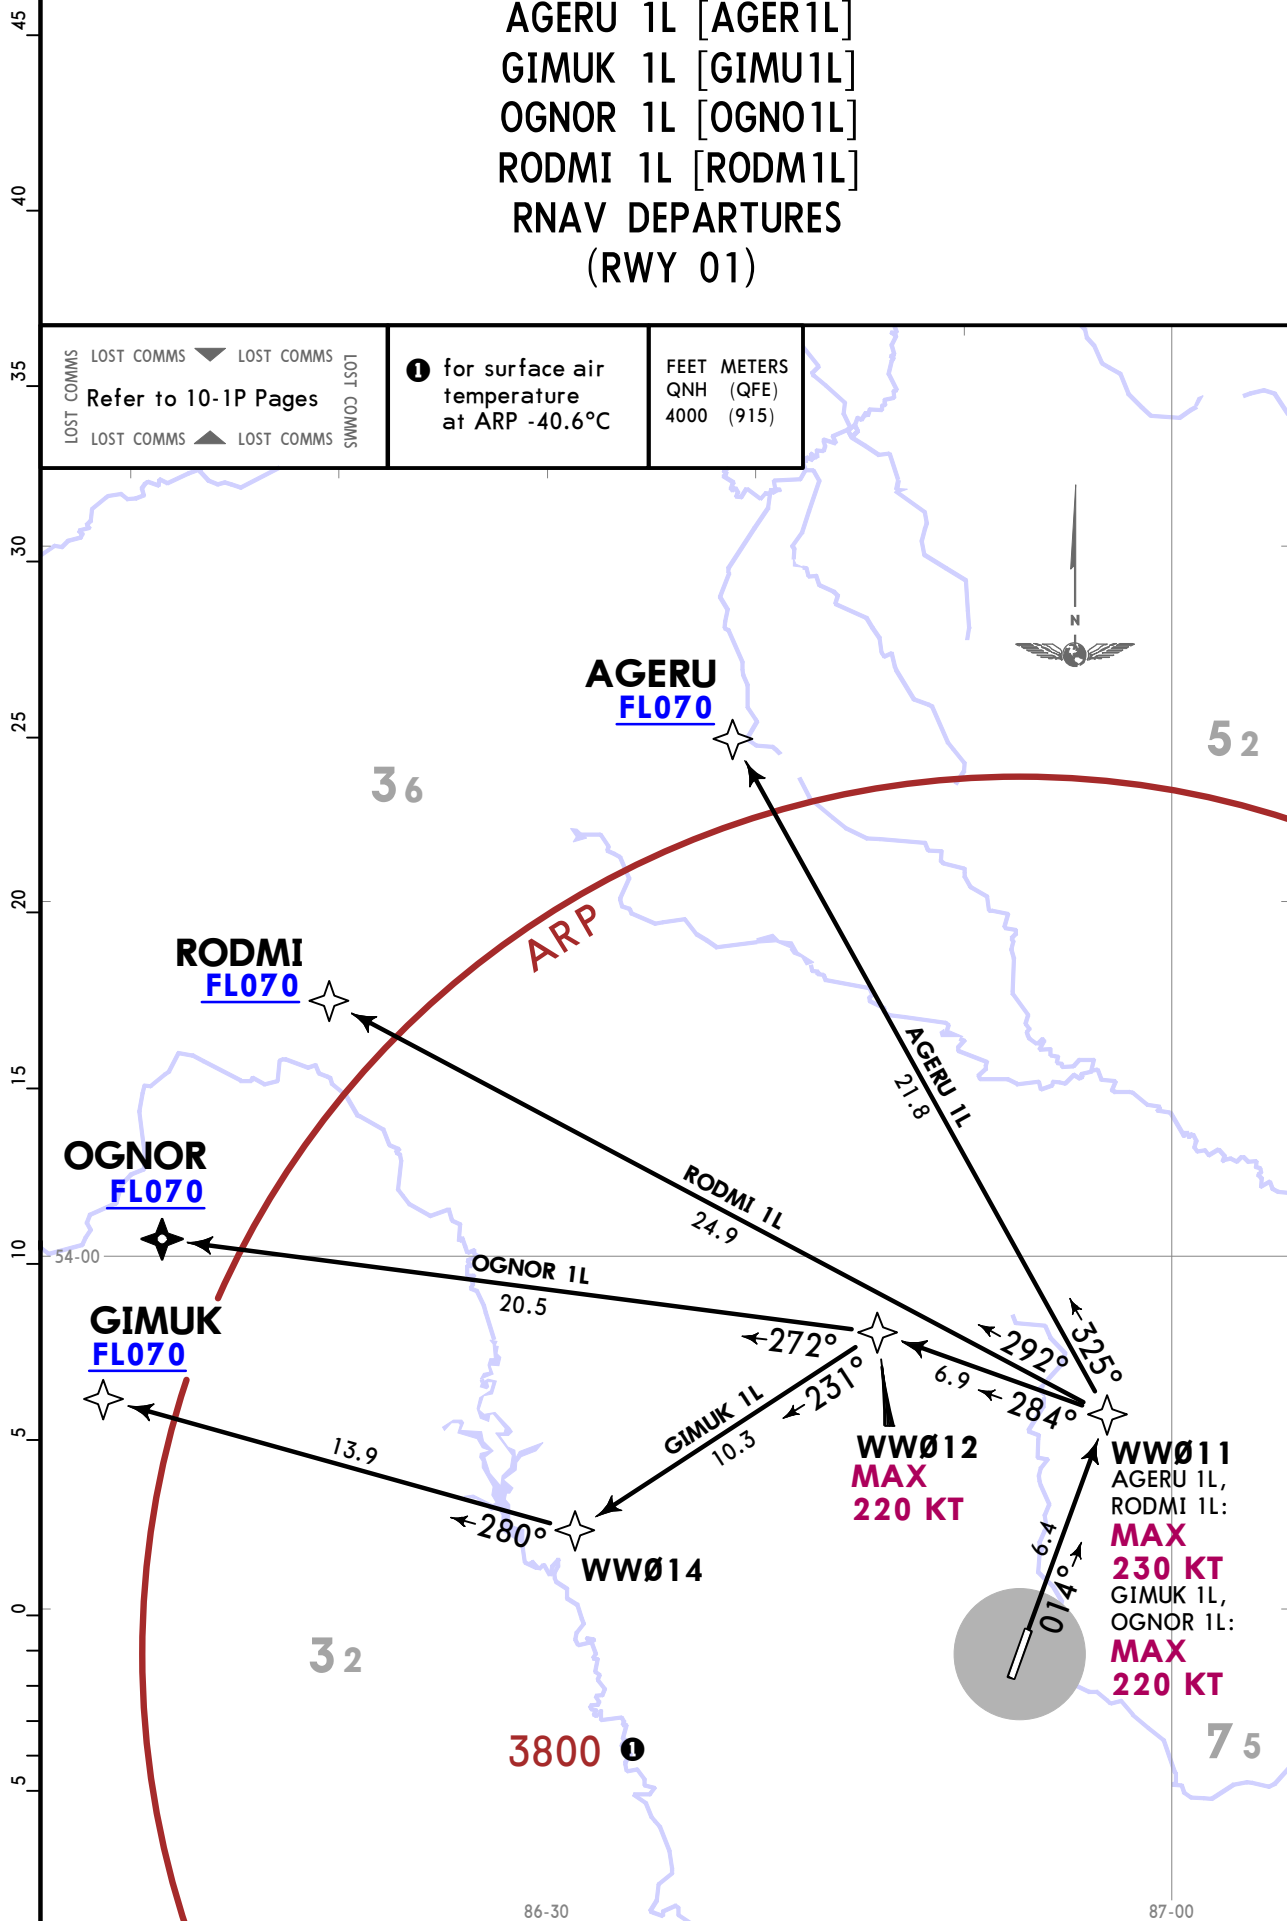 AGERU 1L [AGER1L]
GIMUK 1L [GIMU1L]
OGNOR 1L [OGNO1L]
RODMI 1L [RODM1L]
RNAV DEPARTURES
(RWY 01)
45
40
35
30
25
20
15
10
5
0
5
LOST COMMS LOST COMMS
LOST COMMS
Refer to 10-1P Pages
LOST COMMS
LOST COMMS LOST COMMS
1 for surface air
temperature
at ARP -40.6°C
FEET METERS
QNH (QFE)
4000 (915)
N
AGERU
FL070
52
36
ARP
RODMI
FL070
AGERU 1L
21.8
OGNOR
FL070
RODMI 1L
24.9
54-00
OGNOR 1L
20.5
GIMUK
FL070
272°
292°
325°
6.9
284°
231°
GIMUK 1L
10.3
13.9
280°
WWØ12
MAX
220 KT
WWØ11
AGERU 1L,
RODMI 1L:
MAX
230 KT
GIMUK 1L,
OGNOR 1L:
MAX
220 KT
6.4
014°
WWØ14
32
3800 1
75
86-30
87-00